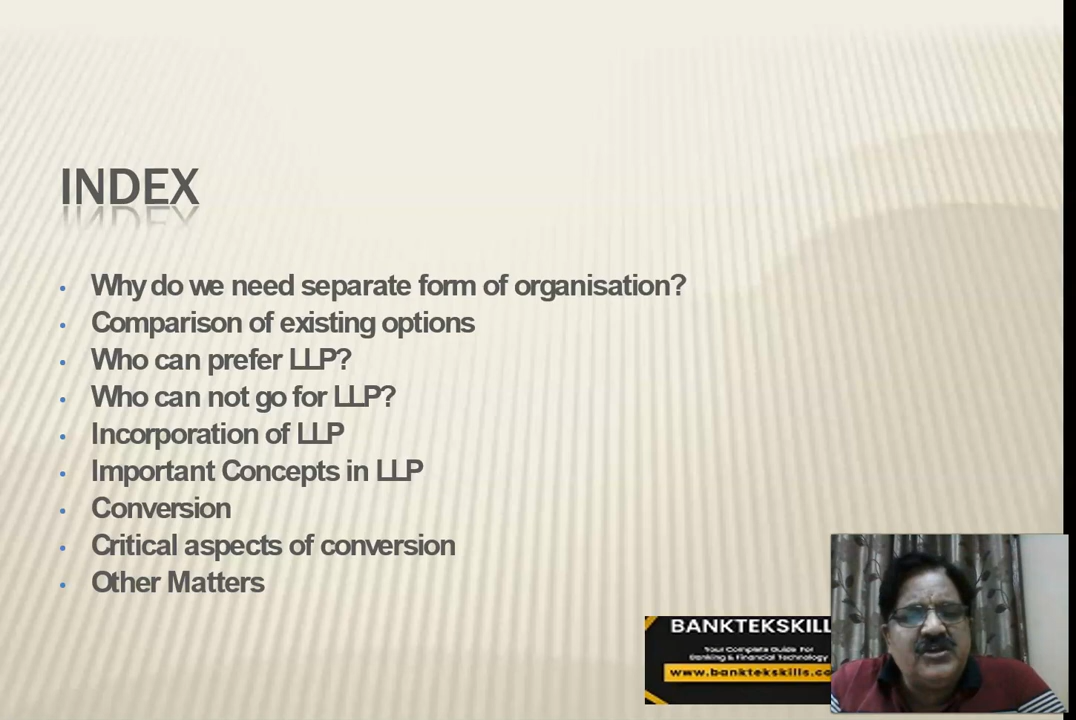 INDEX
• Why do we need separate form of organisation?
• Comparison of existing options
• Who can prefer LLP?
• Who can not go for LLP?
• Incorporation of LLP
• Important Concepts in LLP
• Conversion
• Critical aspects of conversion
• Other Matters
BANKTEKSKILL
Your Complete Guide For
Banking & Financial Technology
www.banktekskills.co